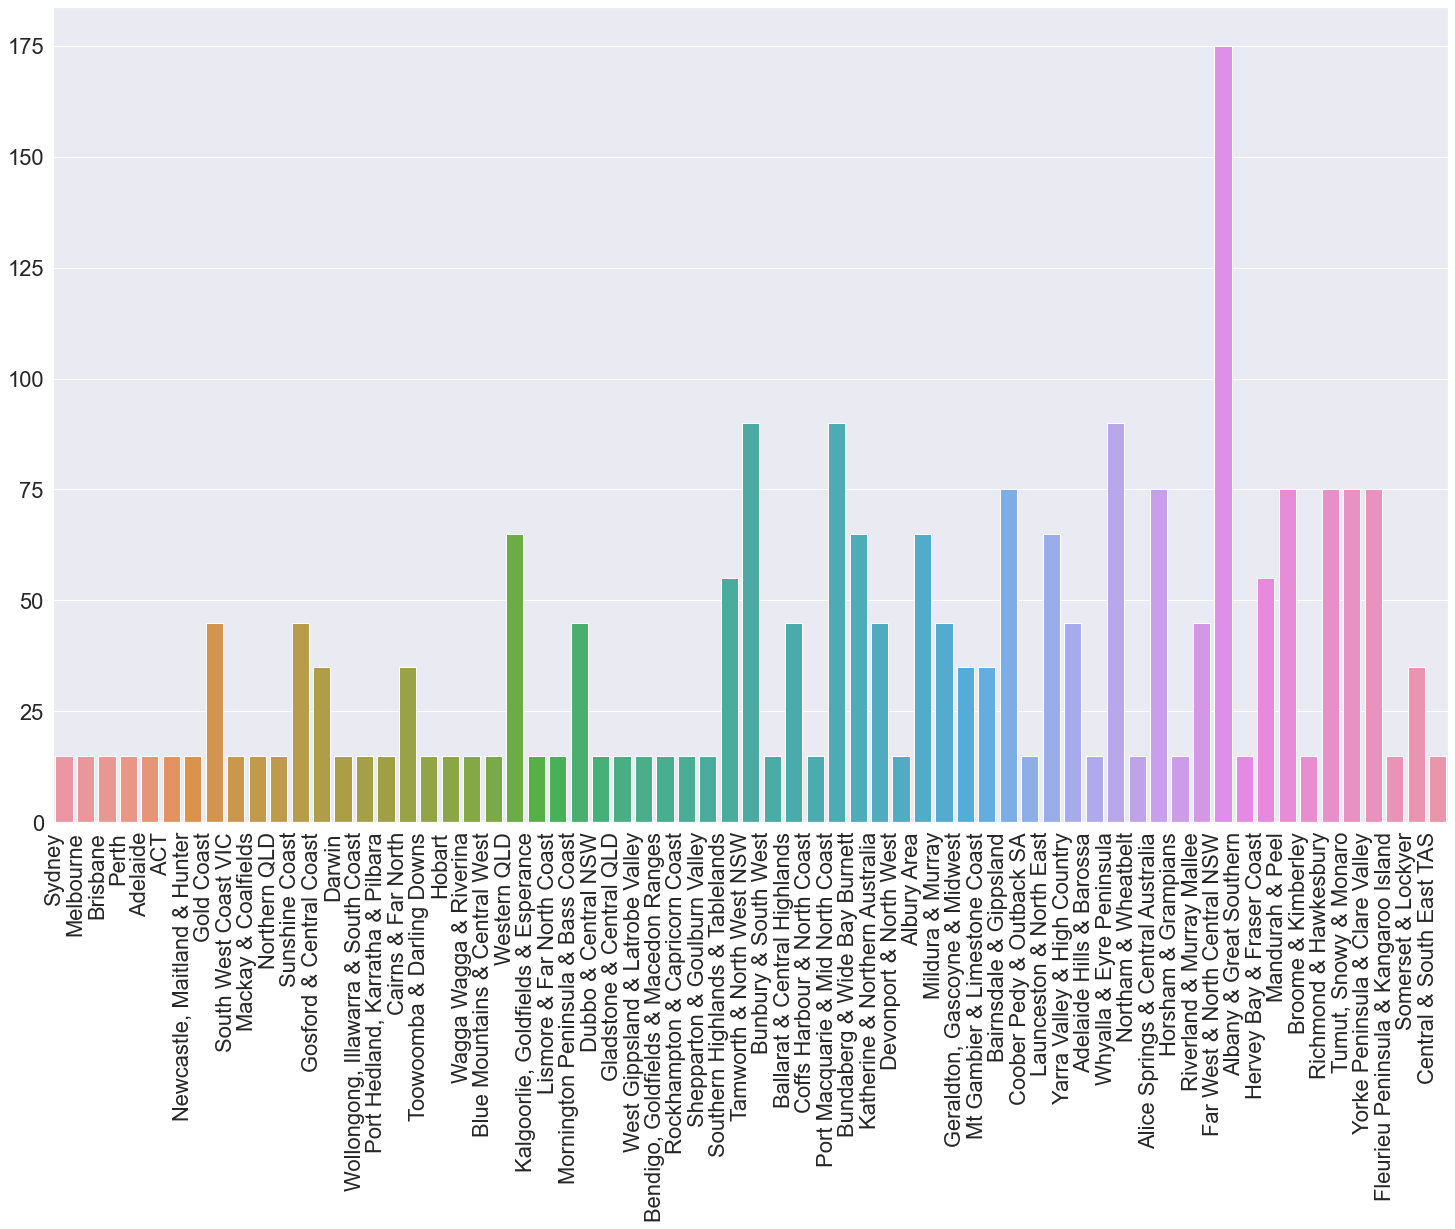 175
150
125
100
75
50
25
0
Sydney
Melbourne
Brisbane
Perth
Adelaide
ACT
Newcastle, Maitland & Hunter
Gold Coast
South West Coast VIC
Mackay & Coalfields
Northern QLD
Sunshine Coast
Gosford & Central Coast
Darwin
Wollongong, Illawarra & South Coast
Port Hedland, Karratha & Pilbara
Cairns & Far North
Toowoomba & Darling Downs
Hobart
Wagga Wagga & Riverina
Blue Mountains & Central West
Western QLD
Kalgoorlie, Goldfields & Esperance
Lismore & Far North Coast
Mornington Peninsula & Bass Coast
Dubbo & Central NSW
Gladstone & Central QLD
West Gippsland & Latrobe Valley
Bendigo, Goldfields & Macedon Ranges
Rockhampton & Capricorn Coast
Shepparton & Goulburn Valley
Southern Highlands & Tablelands
Tamworth & North West NSW
Bunbury & South West
Ballarat & Central Highlands
Coffs Harbour & North Coast
Port Macquarie & Mid North Coast
Bundaberg & Wide Bay Burnett
Katherine & Northern Australia
Devonport & North West
Albury Area
Mildura & Murray
Geraldton, Gascoyne & Midwest
Mt Gambier & Limestone Coast
Bairnsdale & Gippsland
Coober Pedy & Outback SA
Launceston & North East
Yarra Valley & High Country
Adelaide Hills & Barossa
Whyalla & Eyre Peninsula
Northam & Wheatbelt
Alice Springs & Central Australia
Horsham & Grampians
Riverland & Murray Mallee
Far West & North Central NSW
Albany & Great Southern
Hervey Bay & Fraser Coast
Mandurah & Peel
Broome & Kimberley
Richmond & Hawkesbury
Tumut, Snowy & Monaro
Yorke Peninsula & Clare Valley
Fleurieu Peninsula & Kangaroo Island
Somerset & Lockyer
Central & South East TAS